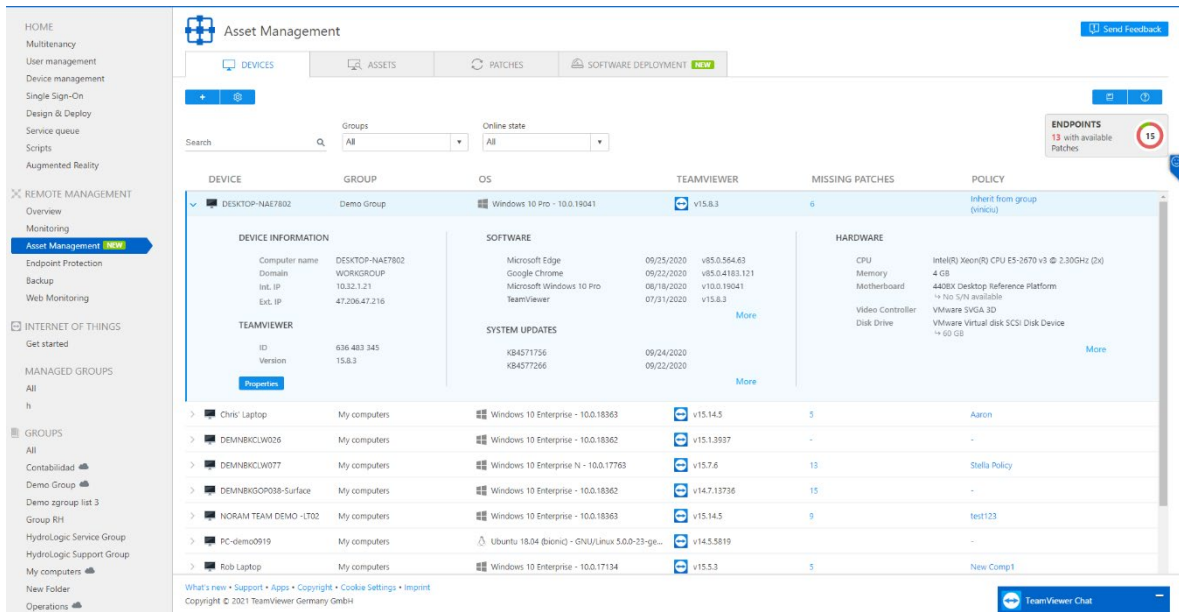 HOME
Multitenancy
User management
Device management
Single Sign-On
Design & Deploy
Service queue
Scripts
Augmented Reality
REMOTE MANAGEMENT
Overview
Monitoring
Asset Management NEW
Endpoint Protection
Backup
Web Monitoring
INTERNET OF THINGS
Get started
MANAGED GROUPS
All
h
GROUPS
All
Contabilidad
Demo Group
Demo zgroup list 3
Group RH
HydroLogic Service Group
HydroLogic Support Group
My computers
New Folder
Operations
Asset Management
Send Feedback
DEVICES ASSETS PATCHES SOFTWARE DEPLOYMENT NEW
Search
Groups
All
Online state
All
ENDPOINTS
13 with available
Patches
15
DEVICE GROUP OS TEAMVIEWER MISSING PATCHES POLICY
DESKTOP-NAE7802 Demo Group Windows 10 Pro - 10.0.19041 v15.8.3 6 Inherit from group
(viniciu)
DEVICE INFORMATION
Computer name DESKTOP-NAE7802
Domain WORKGROUP
Int. IP 10.32.1.21
Ext. IP 47.206.47.216
TEAMVIEWER
ID 636 483 345
Version 15.8.3
Properties
SOFTWARE
Microsoft Edge 09/25/2020 v85.0.564.63
Google Chrome 09/22/2020 v85.0.4183.121
Microsoft Windows 10 Pro 08/18/2020 v10.0.19041
TeamViewer 07/31/2020 v15.8.3
More
SYSTEM UPDATES
KB4571756 09/24/2020
KB4577266 09/22/2020
More
HARDWARE
CPU Intel(R) Xeon(R) CPU E5-2670 v3 @ 2.30GHz (2x)
Memory 4 GB
Motherboard 440BX Desktop Reference Platform
↪ No S/N available
Video Controller VMware SVGA 3D
Disk Drive VMware Virtual disk SCSI Disk Device
↪ 60 GB
More
Chris' Laptop My computers Windows 10 Enterprise - 10.0.18363 v15.14.5 5 Aaron
DEMNBKCLW026 My computers Windows 10 Enterprise - 10.0.18362 v15.1.3937 - -
DEMNBKCLW077 My computers Windows 10 Enterprise N - 10.0.17763 v15.7.6 13 Stella Policy
DEMNBKGOP038-Surface My computers Windows 10 Enterprise - 10.0.18362 v14.7.13736 15 -
NORAM TEAM DEMO -LT02 My computers Windows 10 Enterprise - 10.0.18363 v15.14.5 9 test123
PC-demo0919 My computers Ubuntu 18.04 (bionic) - GNU/Linux 5.0.0-23-ge... v14.5.5819 -
Rob Laptop My computers Windows 10 Enterprise - 10.0.17134 v15.5.3 5 New Comp1
What's new • Support • Apps • Copyright • Cookie Settings • Imprint
Copyright © 2021 TeamViewer Germany GmbH
TeamViewer Chat